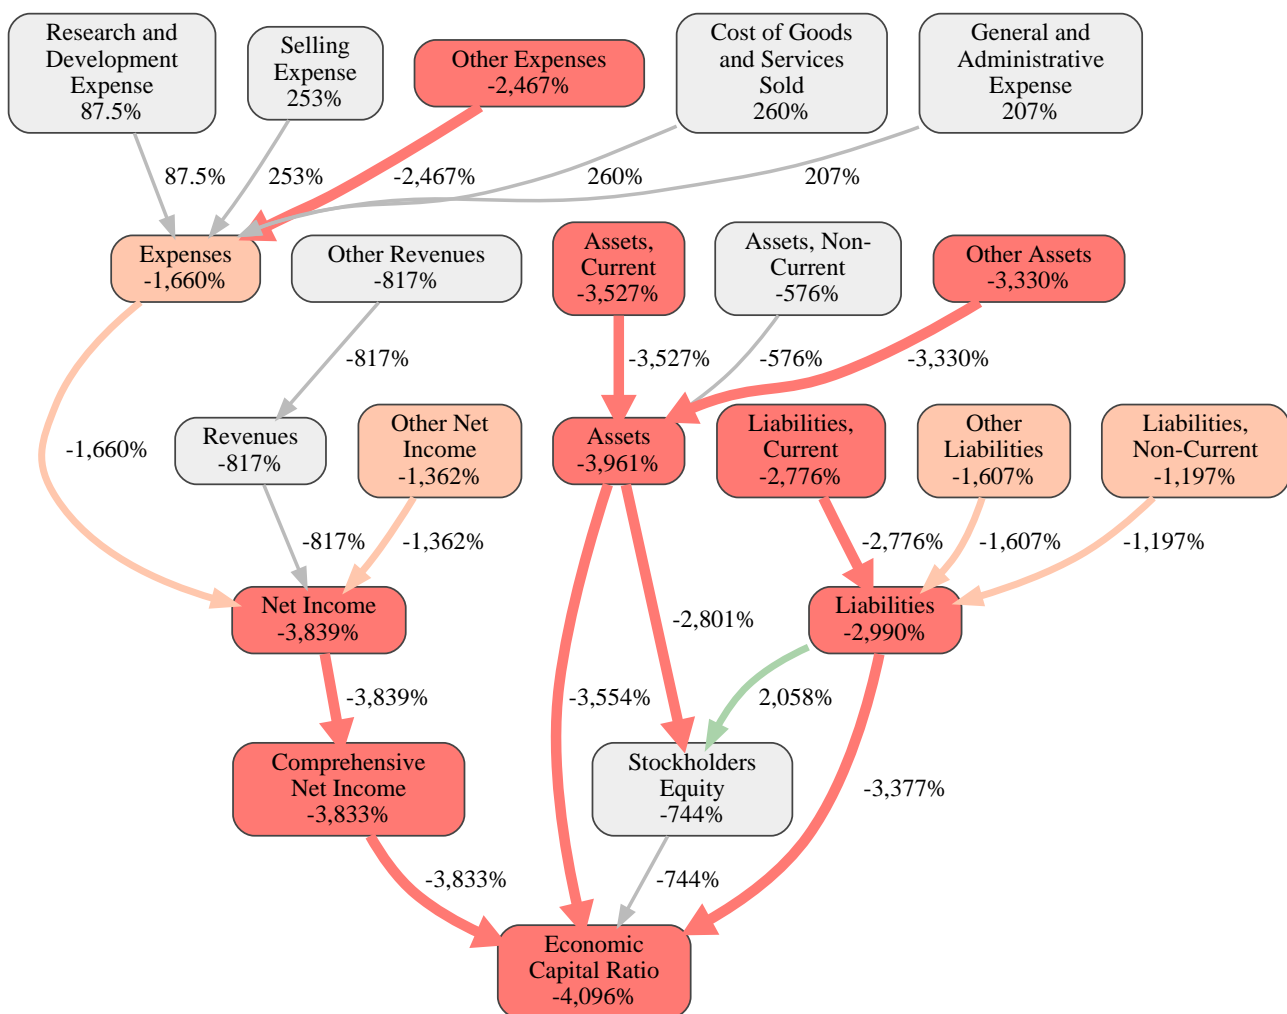 Research and
Development
Expense
87.5%
Selling
Expense
253%
Other Expenses
-2,467%
Cost of Goods
and Services
Sold
260%
General and
Administrative
Expense
207%
87.5%
253%
-2,467%
260%
207%
Expenses
-1,660%
Other Revenues
-817%
Assets,
Current
-3,527%
Assets, Non-
Current
-576%
Other Assets
-3,330%
-817%
-3,527%
-576%
-3,330%
-1,660%
Revenues
-817%
Other Net
Income
-1,362%
Assets
-3,961%
Liabilities,
Current
-2,776%
Other
Liabilities
-1,607%
Liabilities,
Non-Current
-1,197%
-817%
-1,362%
-2,776%
-1,607%
-1,197%
Net Income
-3,839%
-2,801%
Liabilities
-2,990%
-3,839%
-3,554%
2,058%
Comprehensive
Net Income
-3,833%
Stockholders
Equity
-744%
-3,377%
-3,833%
-744%
Economic
Capital Ratio
-4,096%